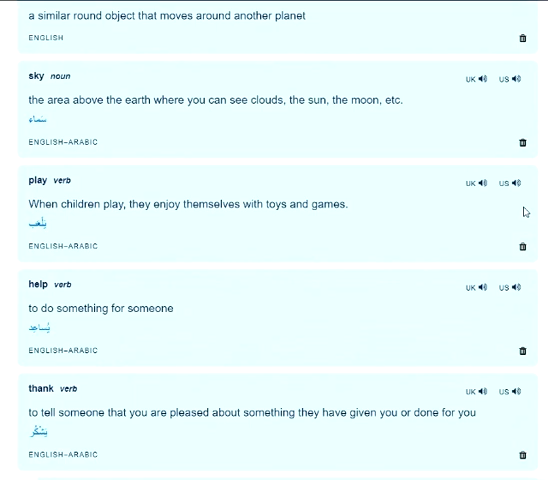 a similar round object that moves around another planet
ENGLISH
sky noun
UK US
the area above the earth where you can see clouds, the sun, the moon, etc.
سَماء
ENGLISH–ARABIC
play verb
UK US
When children play, they enjoy themselves with toys and games.
يَلْعَب
ENGLISH–ARABIC
help verb
UK US
to do something for someone
يُساعِد
ENGLISH–ARABIC
thank verb
UK US
to tell someone that you are pleased about something they have given you or done for you
يَشْكُر
ENGLISH–ARABIC